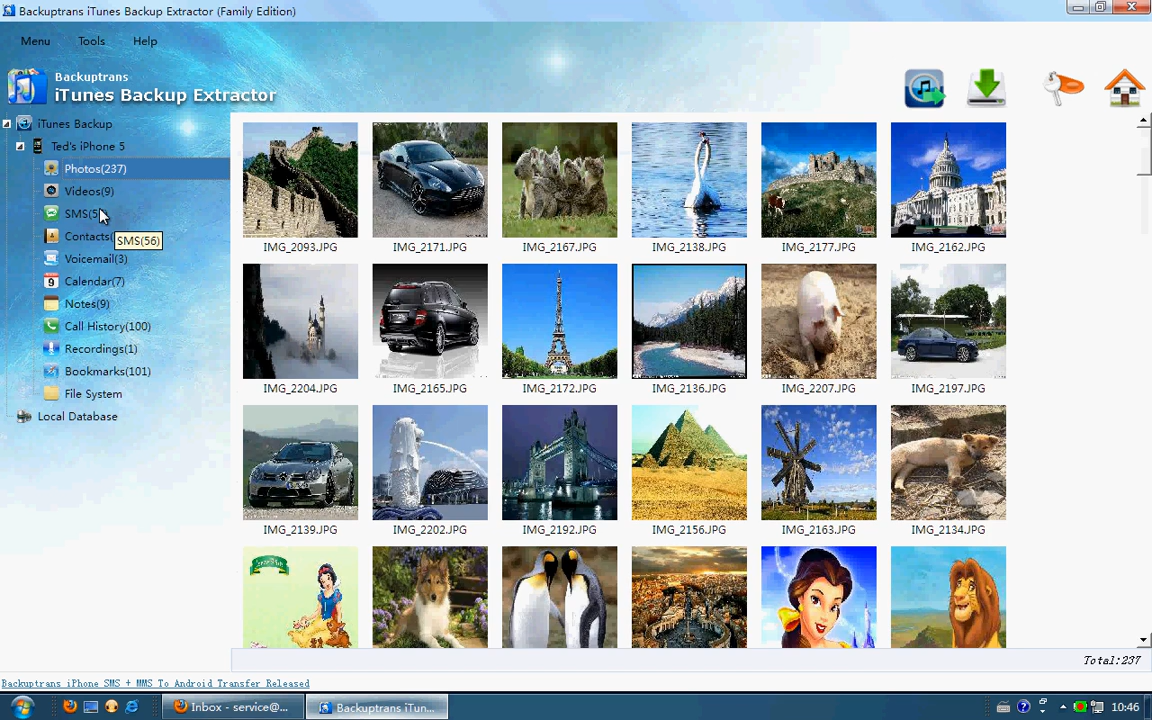 Backuptrans iTunes Backup Extractor (Family Edition)
Menu Tools Help
Backuptrans
iTunes Backup Extractor
iTunes Backup
Ted's iPhone 5
Photos(237)
Videos(9)
SMS(5
SMS(56)
Contacts(
Voicemail(3)
Calendar(7)
Notes(9)
Call History(100)
Recordings(1)
Bookmarks(101)
File System
Local Database
IMG_2093.JPG IMG_2171.JPG IMG_2167.JPG IMG_2138.JPG IMG_2177.JPG IMG_2162.JPG
IMG_2204.JPG IMG_2165.JPG IMG_2172.JPG IMG_2136.JPG IMG_2207.JPG IMG_2197.JPG
IMG_2139.JPG IMG_2202.JPG IMG_2192.JPG IMG_2156.JPG IMG_2163.JPG IMG_2134.JPG
Total:237
Backuptrans iPhone SMS + MMS To Android Transfer Released
Inbox - service@... Backuptrans iTun... 10:46